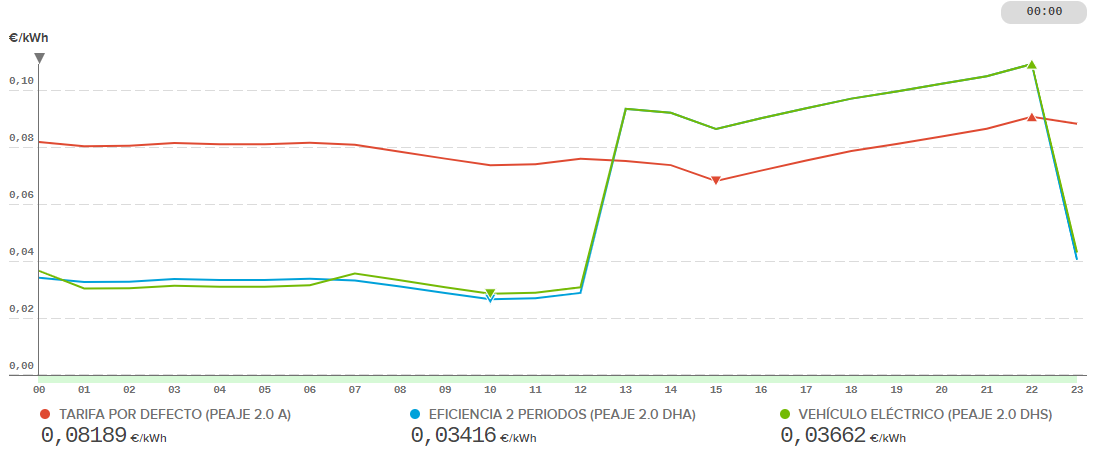 00:00
€/kWh
0,10
0,08
0,06
0,04
0,02
0,00
00 01 02 03 04 05 06 07 08 09 10 11 12 13 14 15 16 17 18 19 20 21 22 23
TARIFA POR DEFECTO (PEAJE 2.0 A) EFICIENCIA 2 PERIODOS (PEAJE 2.0 DHA) VEHÍCULO ELÉCTRICO (PEAJE 2.0 DHS)
0,08189 €/kWh 0,03416 €/kWh 0,03662 €/kWh